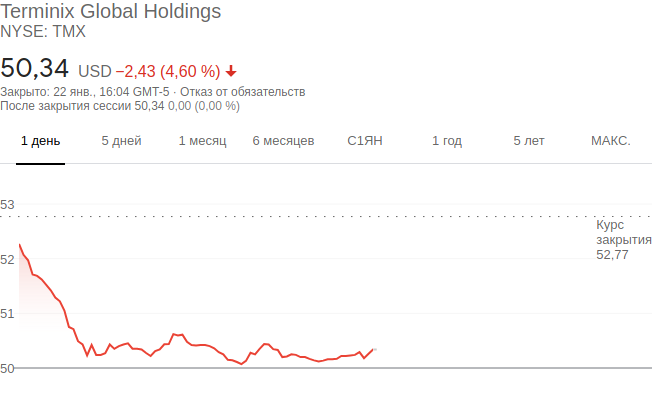 Terminix Global Holdings
NYSE: TMX
50,34 USD −2,43 (4,60 %)
Закрыто: 22 янв., 16:04 GMT-5 · Отказ от обязательств
После закрытия сессии 50,34 0,00 (0,00 %)
1 день 5 дней 1 месяц 6 месяцев С1ЯН 1 год 5 лет МАКС.
53
Курс
закрытия
52,77
52
51
50